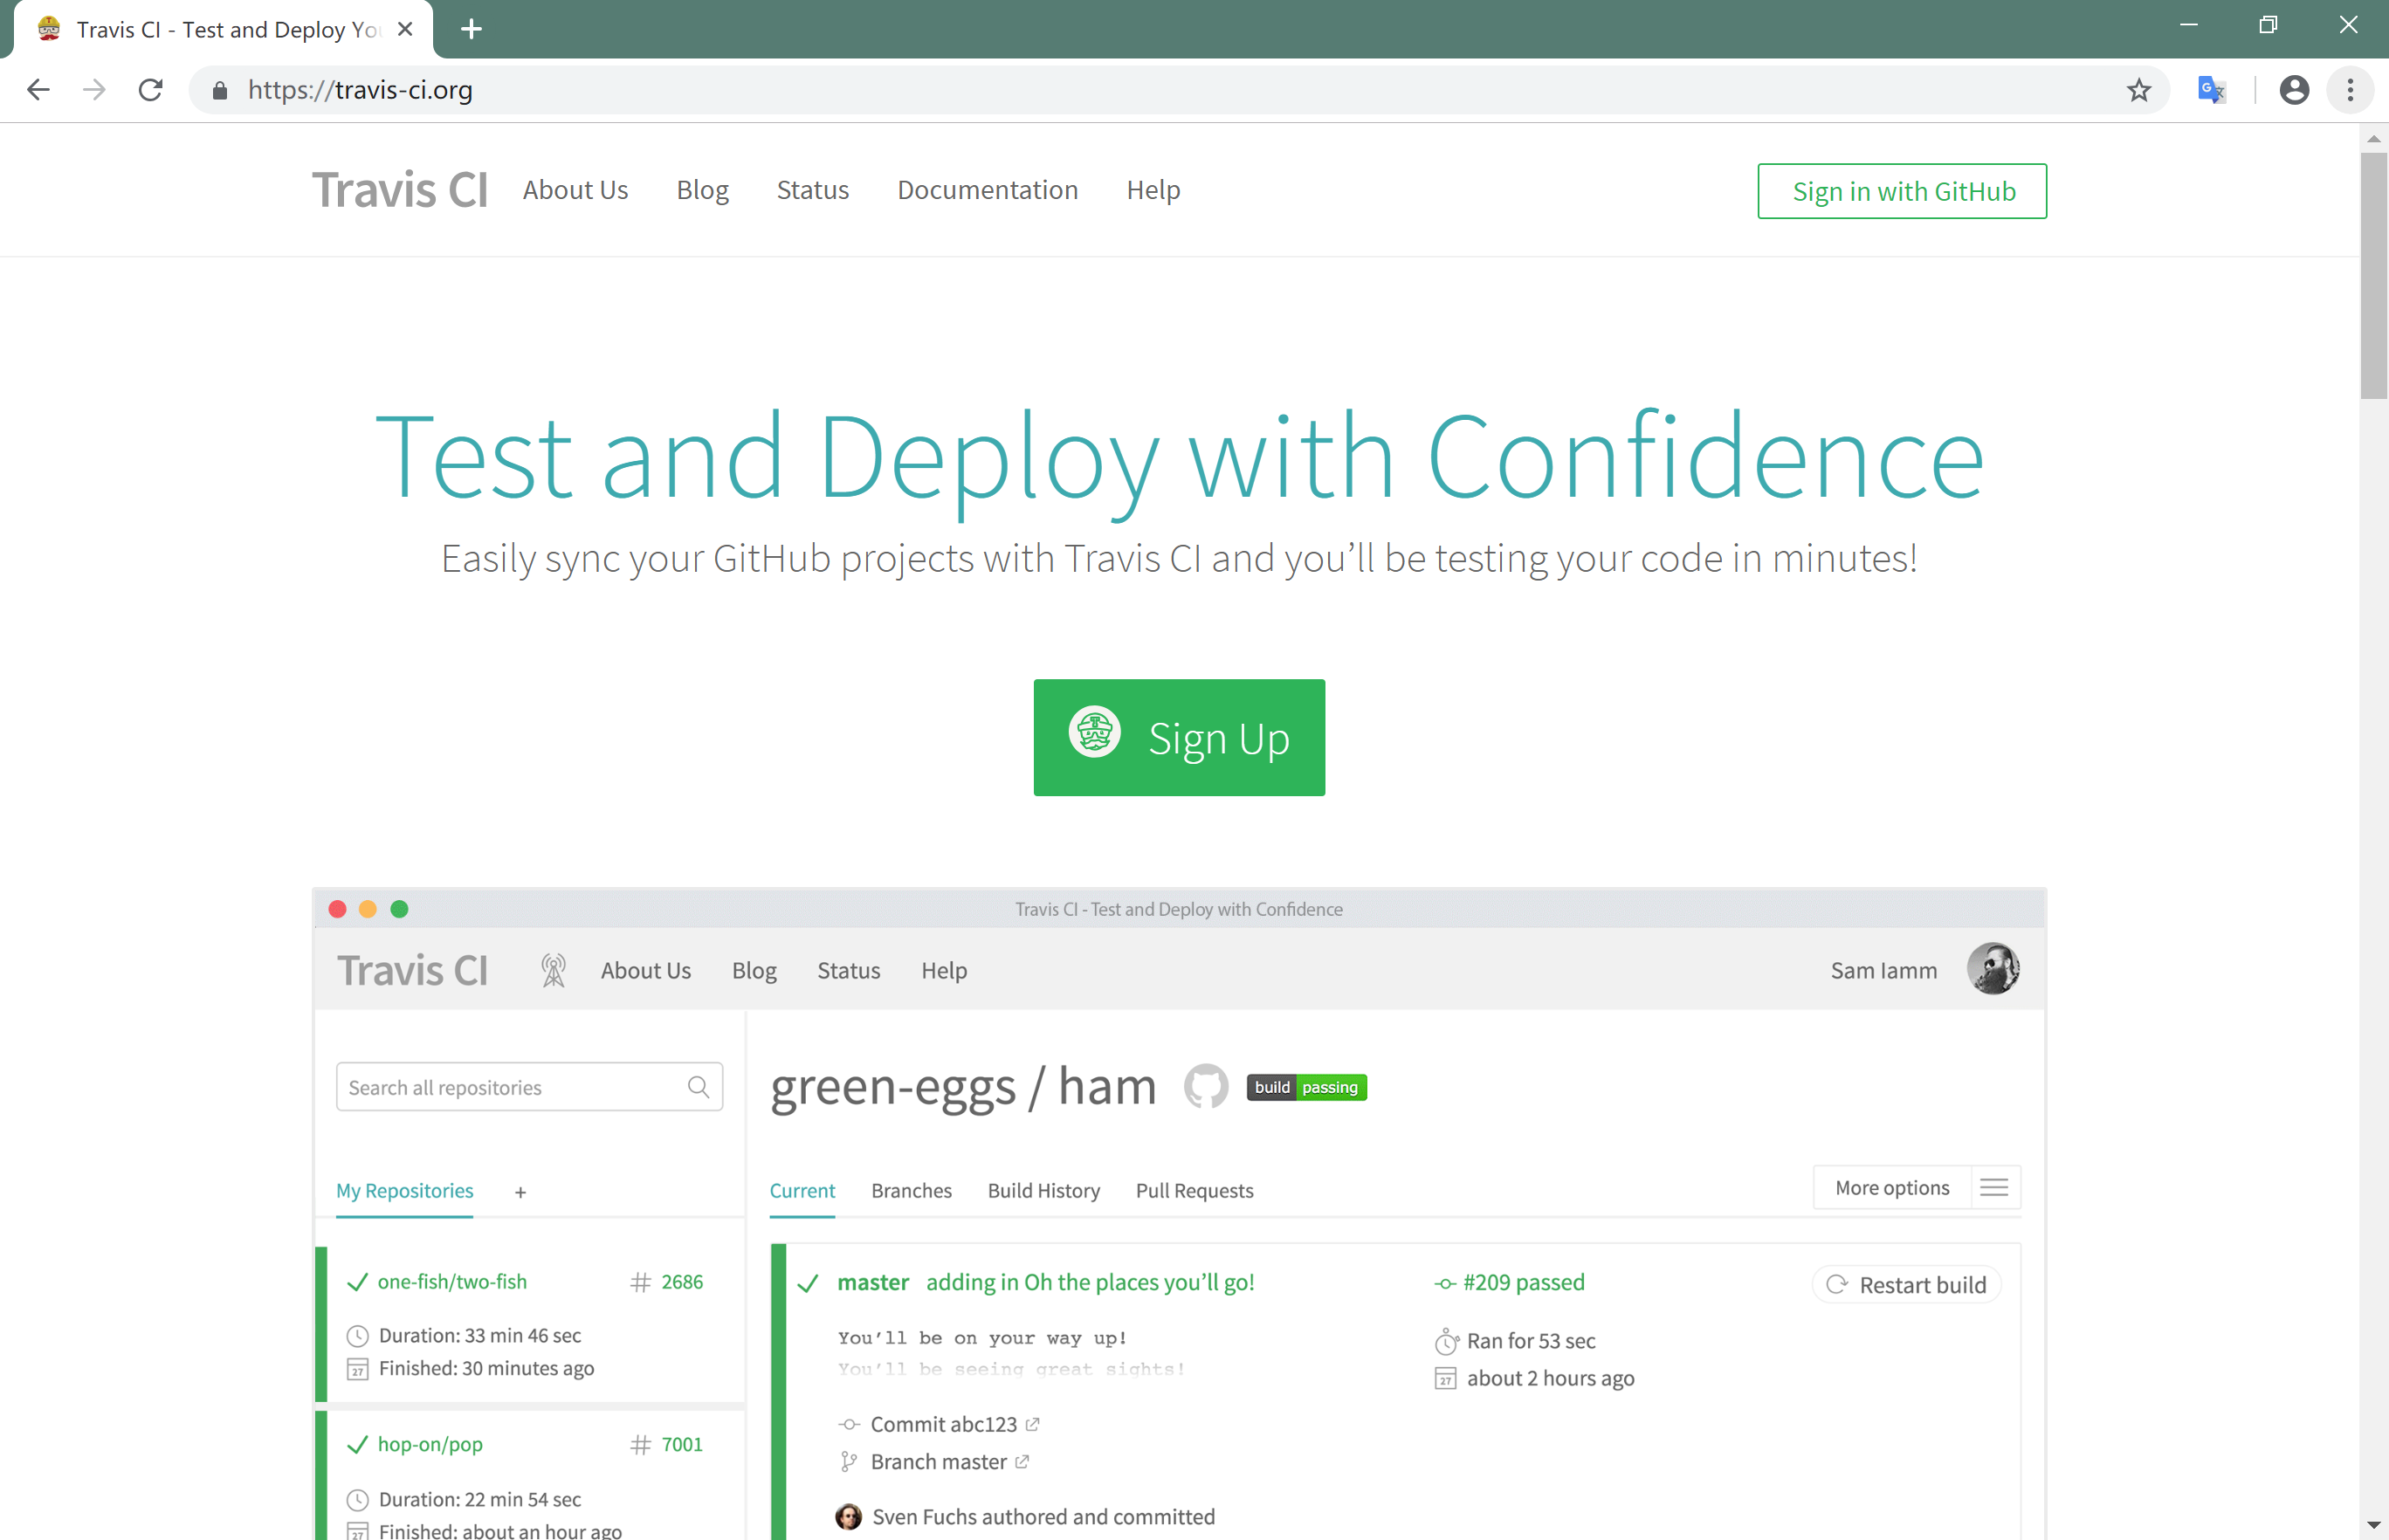 Travis CI - Test and Deploy Yo
https://travis-ci.org
Travis CI About Us Blog Status Documentation Help Sign in with GitHub
Test and Deploy with Confidence
Easily sync your GitHub projects with Travis CI and you’ll be testing your code in minutes!
Sign Up
Travis CI - Test and Deploy with Confidence
Travis CI About Us Blog Status Help Sam Iamm
Search all repositories
green-eggs / ham build passing
My Repositories +
Current Branches Build History Pull Requests More options
one-fish/two-fish # 2686
Duration: 33 min 46 sec
27 Finished: 30 minutes ago
hop-on/pop # 7001
Duration: 22 min 54 sec
27 Finished: about an hour ago
master adding in Oh the places you’ll go! #209 passed Restart build
You’ll be on your way up!
You’ll be seeing great sights!
Ran for 53 sec
27 about 2 hours ago
Commit abc123
Branch master
Sven Fuchs authored and committed